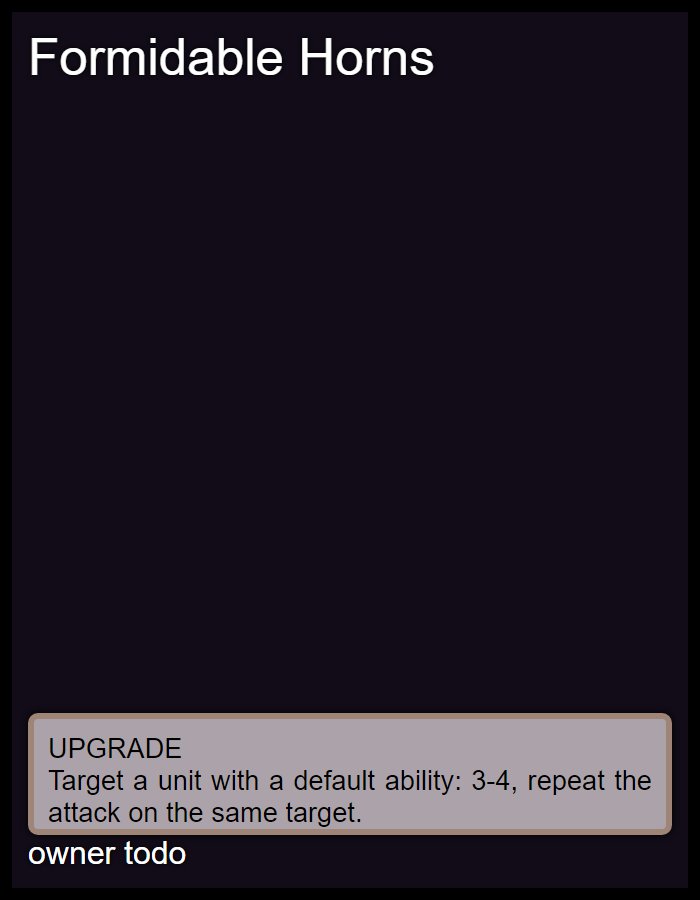 Formidable Horns
UPGRADE
Target a unit with a default ability: 3-4, repeat the
attack on the same target.
owner todo